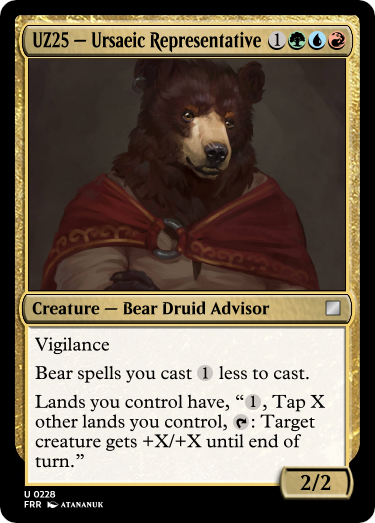 UZ25 — Ursaeic Representative 1
Creature — Bear Druid Advisor
Vigilance
Bear spells you cast 1 less to cast.
Lands you control have, “1, Tap X
other lands you control, : Target
creature gets +X/+X until end of
turn.”
2/2
U 0228
FRR ATANANUK